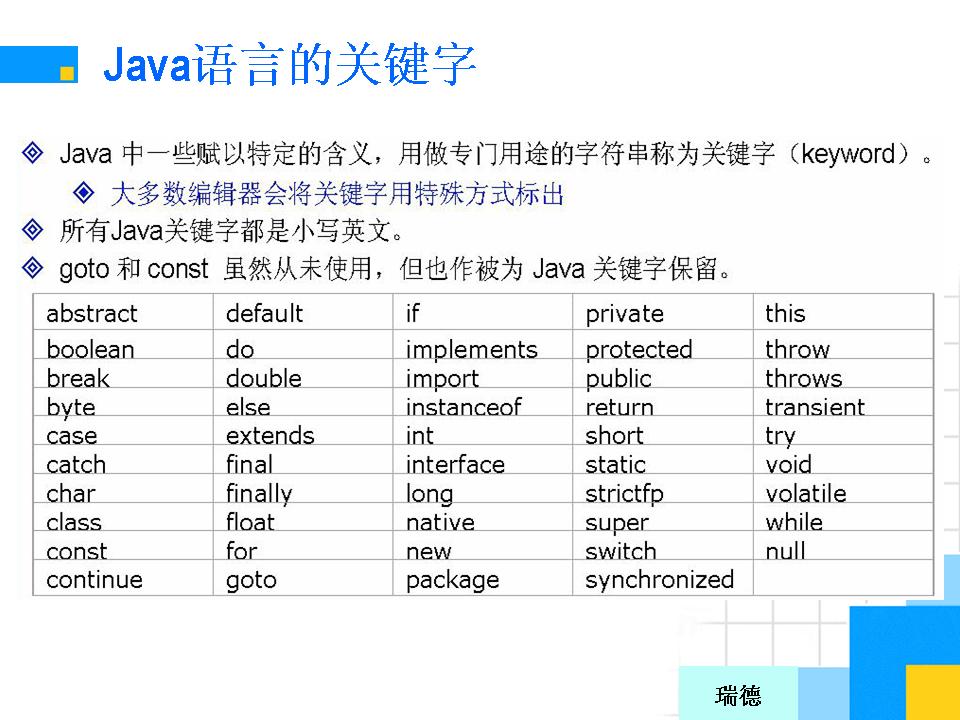 Java语言的关键字
Java 中一些赋以特定的含义，用做专门用途的字符串称为关键字（keyword）。
大多数编辑器会将关键字用特殊方式标出
所有Java关键字都是小写英文。
goto 和 const 虽然从未使用，但也作被为 Java 关键字保留。
abstract default if private this
boolean do implements protected throw
break double import public throws
byte else instanceof return transient
case extends int short try
catch final interface static void
char finally long strictfp volatile
class float native super while
const for new switch null
continue goto package synchronized
瑞德